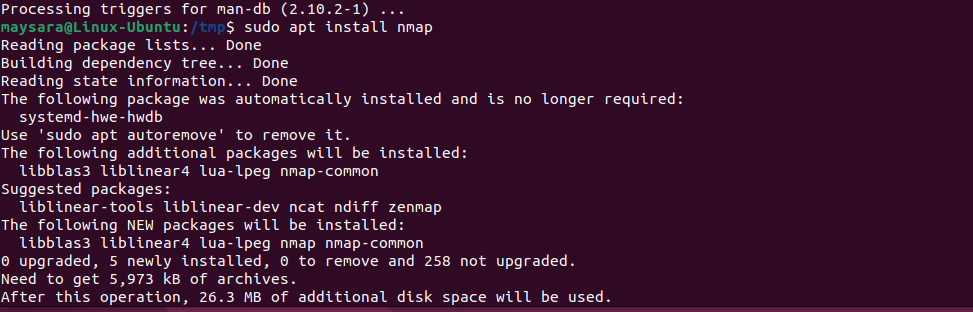 Processing triggers for man-db (2.10.2-1) ...
maysara@Linux-Ubuntu:/tmp$ sudo apt install nmap
Reading package lists... Done
Building dependency tree... Done
Reading state information... Done
The following package was automatically installed and is no longer required:
  systemd-hwe-hwdb
Use 'sudo apt autoremove' to remove it.
The following additional packages will be installed:
  libblas3 liblinear4 lua-lpeg nmap-common
Suggested packages:
  liblinear-tools liblinear-dev ncat ndiff zenmap
The following NEW packages will be installed:
  libblas3 liblinear4 lua-lpeg nmap nmap-common
0 upgraded, 5 newly installed, 0 to remove and 258 not upgraded.
Need to get 5,973 kB of archives.
After this operation, 26.3 MB of additional disk space will be used.